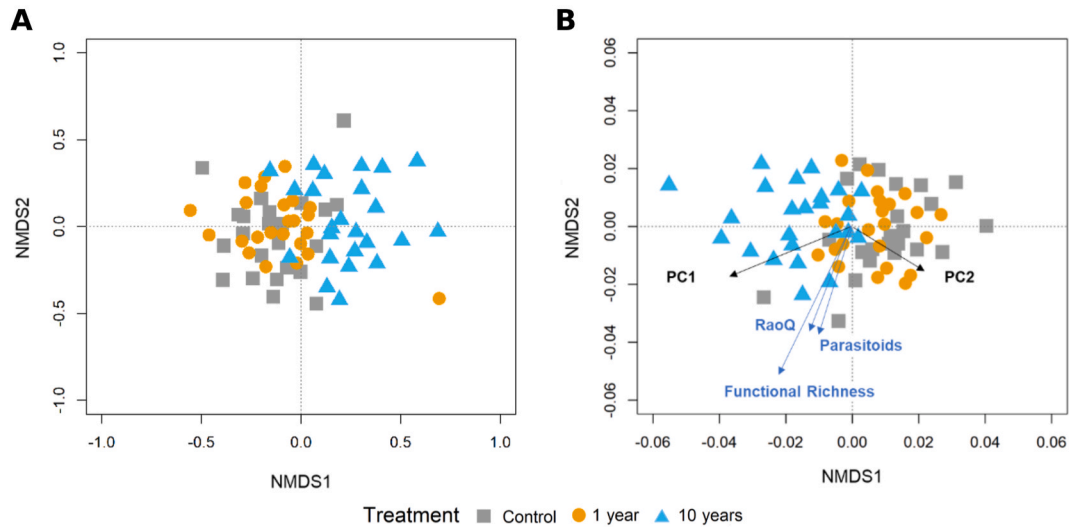 A
1.0
0.5
0.0
-0.5
-1.0
NMDS2
-1.0 -0.5 0.0 0.5 1.0
NMDS1
B
0.06
0.04
0.02
0.00
-0.02
-0.04
-0.06
NMDS2
PC1
PC2
RaoQ
Parasitoids
Functional Richness
-0.06 -0.04 -0.02 0.00 0.02 0.04 0.06
NMDS1
Treatment Control 1 year 10 years